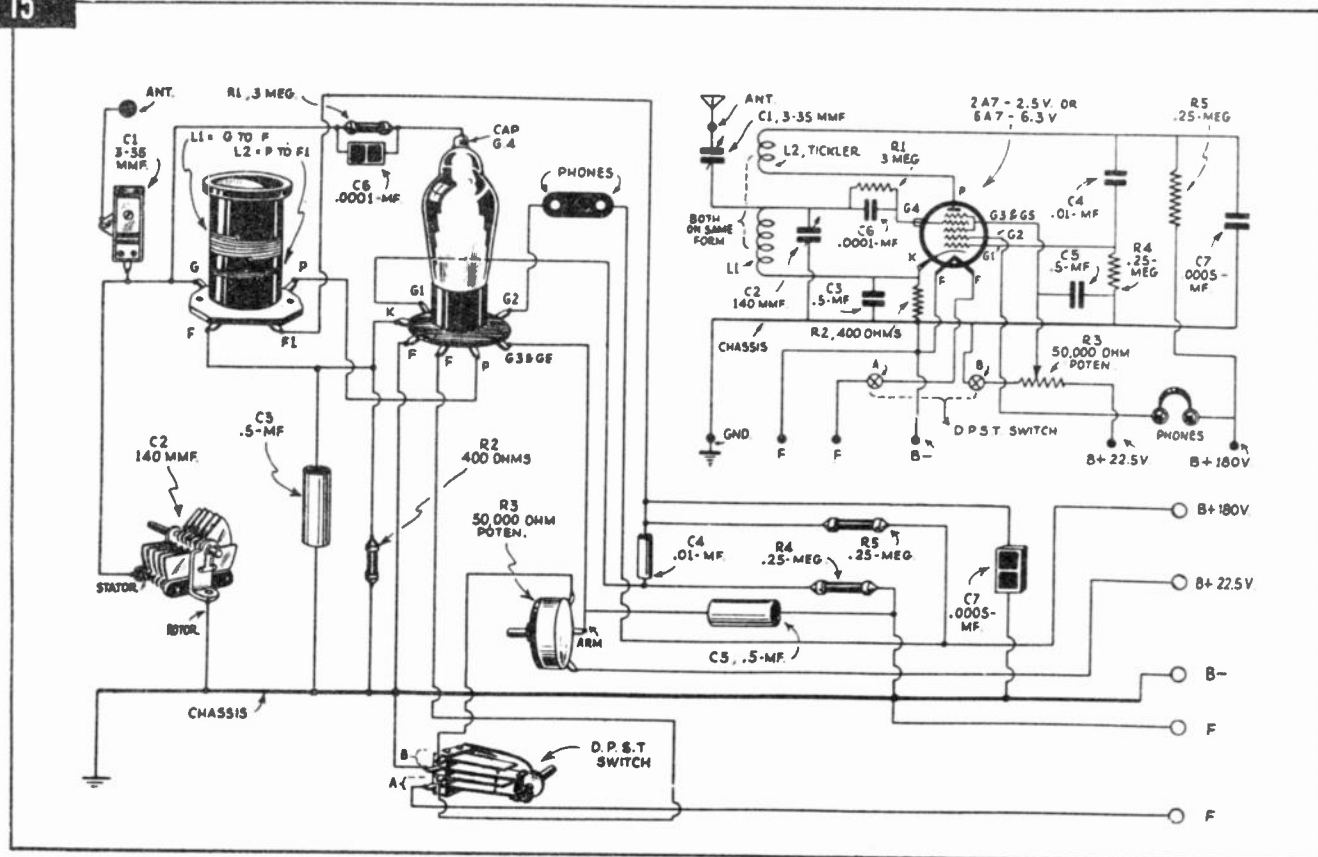 15
ANT.
C1
3-35
MMF.
L1 = G TO F
L2 = P TO F1
R1, 3 MEG.
C6
.0001-MF
CAP
G.4
PHONES
G
P
F
F1
G1
K
F
F
P
G2
G3 & GE
C2
140 MMF.
STATOR
ROTOR
C3
.5-MF
R2
400 OHMS
R3
50,000 OHM
POTEN.
ARM
C4
.01-MF.
R4
.25-MEG
R5
.25-MEG.
C5, .5-MF.
C7
.0005-
MF.
CHASSIS
B
A
D.P.S.T
SWITCH
B+ 180V.
B+ 22.5V
B-
F
F
ANT.
C1, 3-35 MMF
L2, TICKLER
R1
3 MEG
2A7 - 2.5 V. OR
6A7 - 6.3 V
R5
.25-MEG
BOTH
ON SAME
FORM
L1
C6
.0001-MF
G4
P
G3 & G5
G2
G1
K
F
F
C4
.01-MF
C5
.5-MF
R4
.25-
MEG
C7
.0005-
MF
C2
140 MMF.
C3
.5-MF
R2, 400 OHMS
CHASSIS
R3
50,000 OHM
POTEN.
A
B
D.P.S.T. SWITCH
PHONES
GND.
F
F
B-
B+ 22.5V
B+ 180V